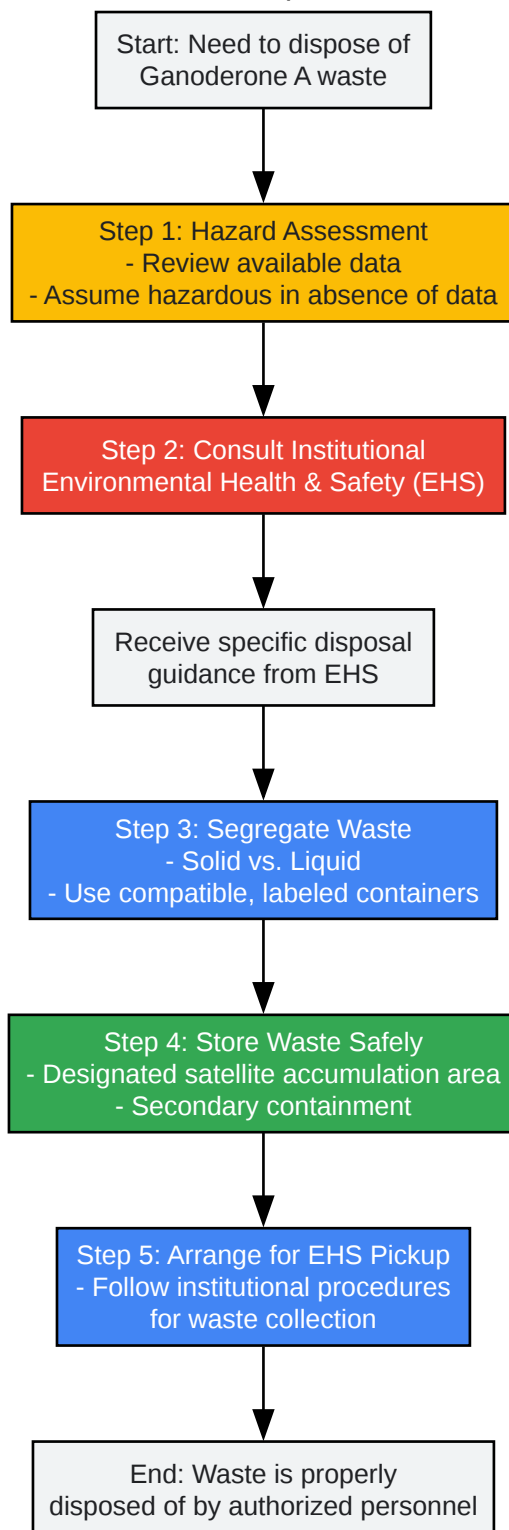 Start: Need to dispose of
Ganoderone A waste
Step 1: Hazard Assessment
- Review available data
- Assume hazardous in absence of data
Step 2: Consult Institutional
Environmental Health & Safety (EHS)
Receive specific disposal
guidance from EHS
Step 3: Segregate Waste
- Solid vs. Liquid
- Use compatible, labeled containers
Step 4: Store Waste Safely
- Designated satellite accumulation area
- Secondary containment
Step 5: Arrange for EHS Pickup
- Follow institutional procedures
for waste collection
End: Waste is properly
disposed of by authorized personnel